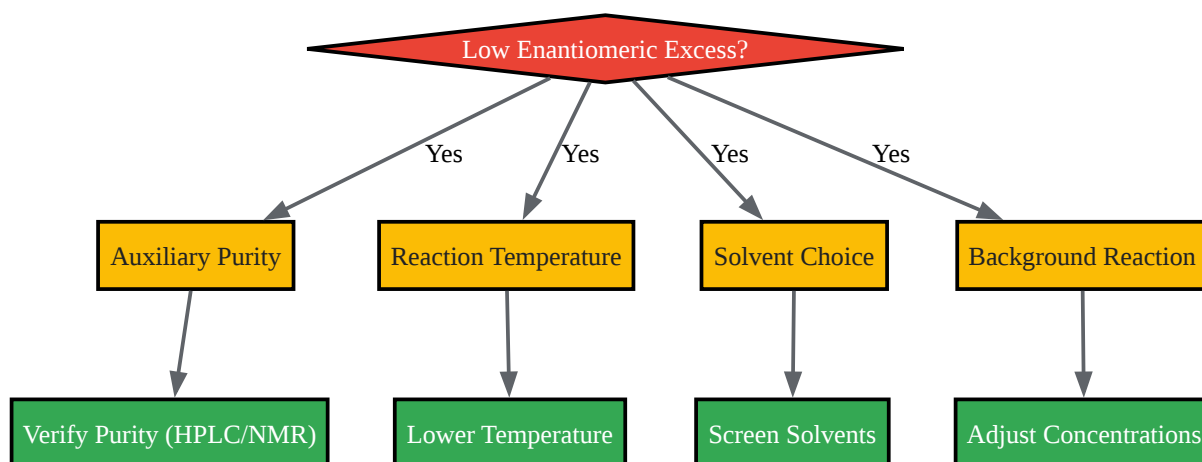 Low Enantiomeric Excess?
Yes
Yes
Yes
Yes
Auxiliary Purity
Reaction Temperature
Solvent Choice
Background Reaction
Verify Purity (HPLC/NMR)
Lower Temperature
Screen Solvents
Adjust Concentrations